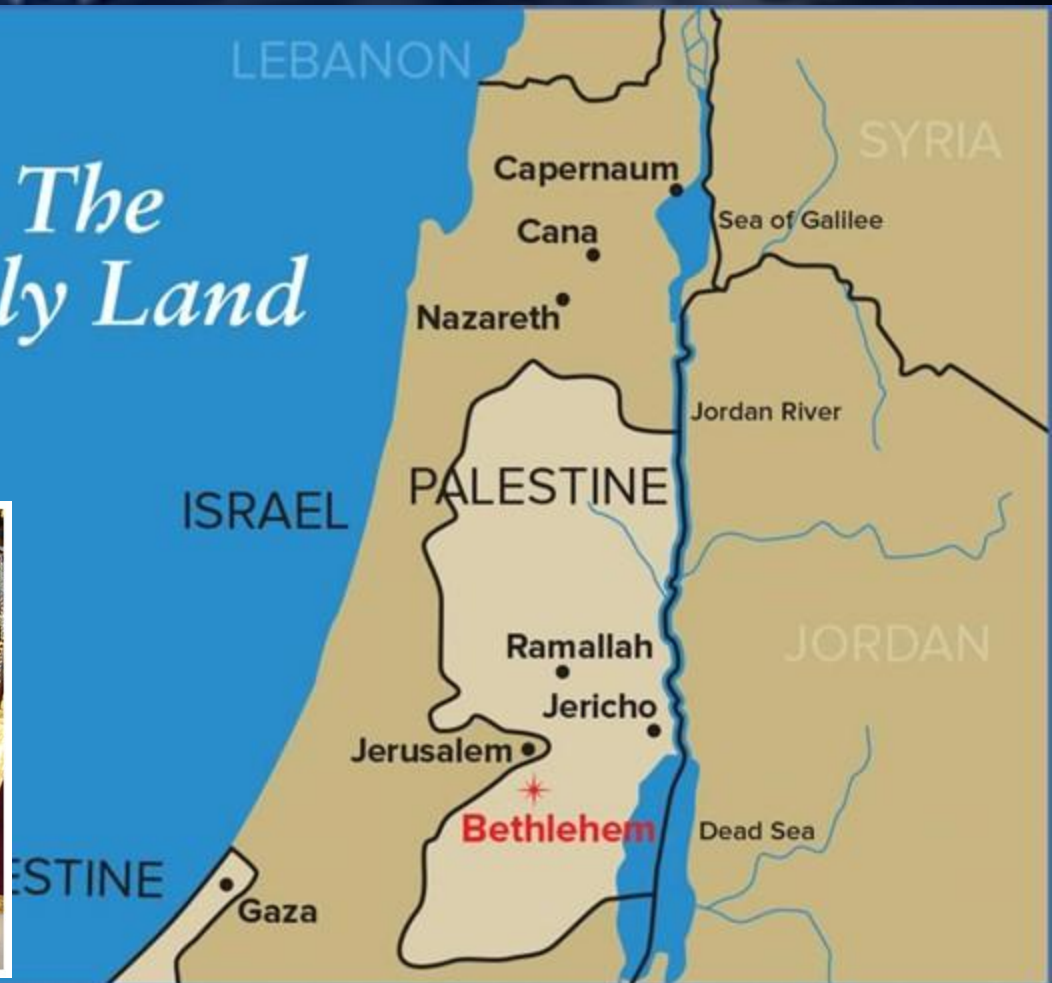 LEBANON
SYRIA
The
ly Land
Capernaum
Sea of Galilee
Cana
Nazareth
Jordan River
PALESTINE
ISRAEL
Ramallah
JORDAN
Jericho
Jerusalem
Bethlehem
Dead Sea
ESTINE
Gaza